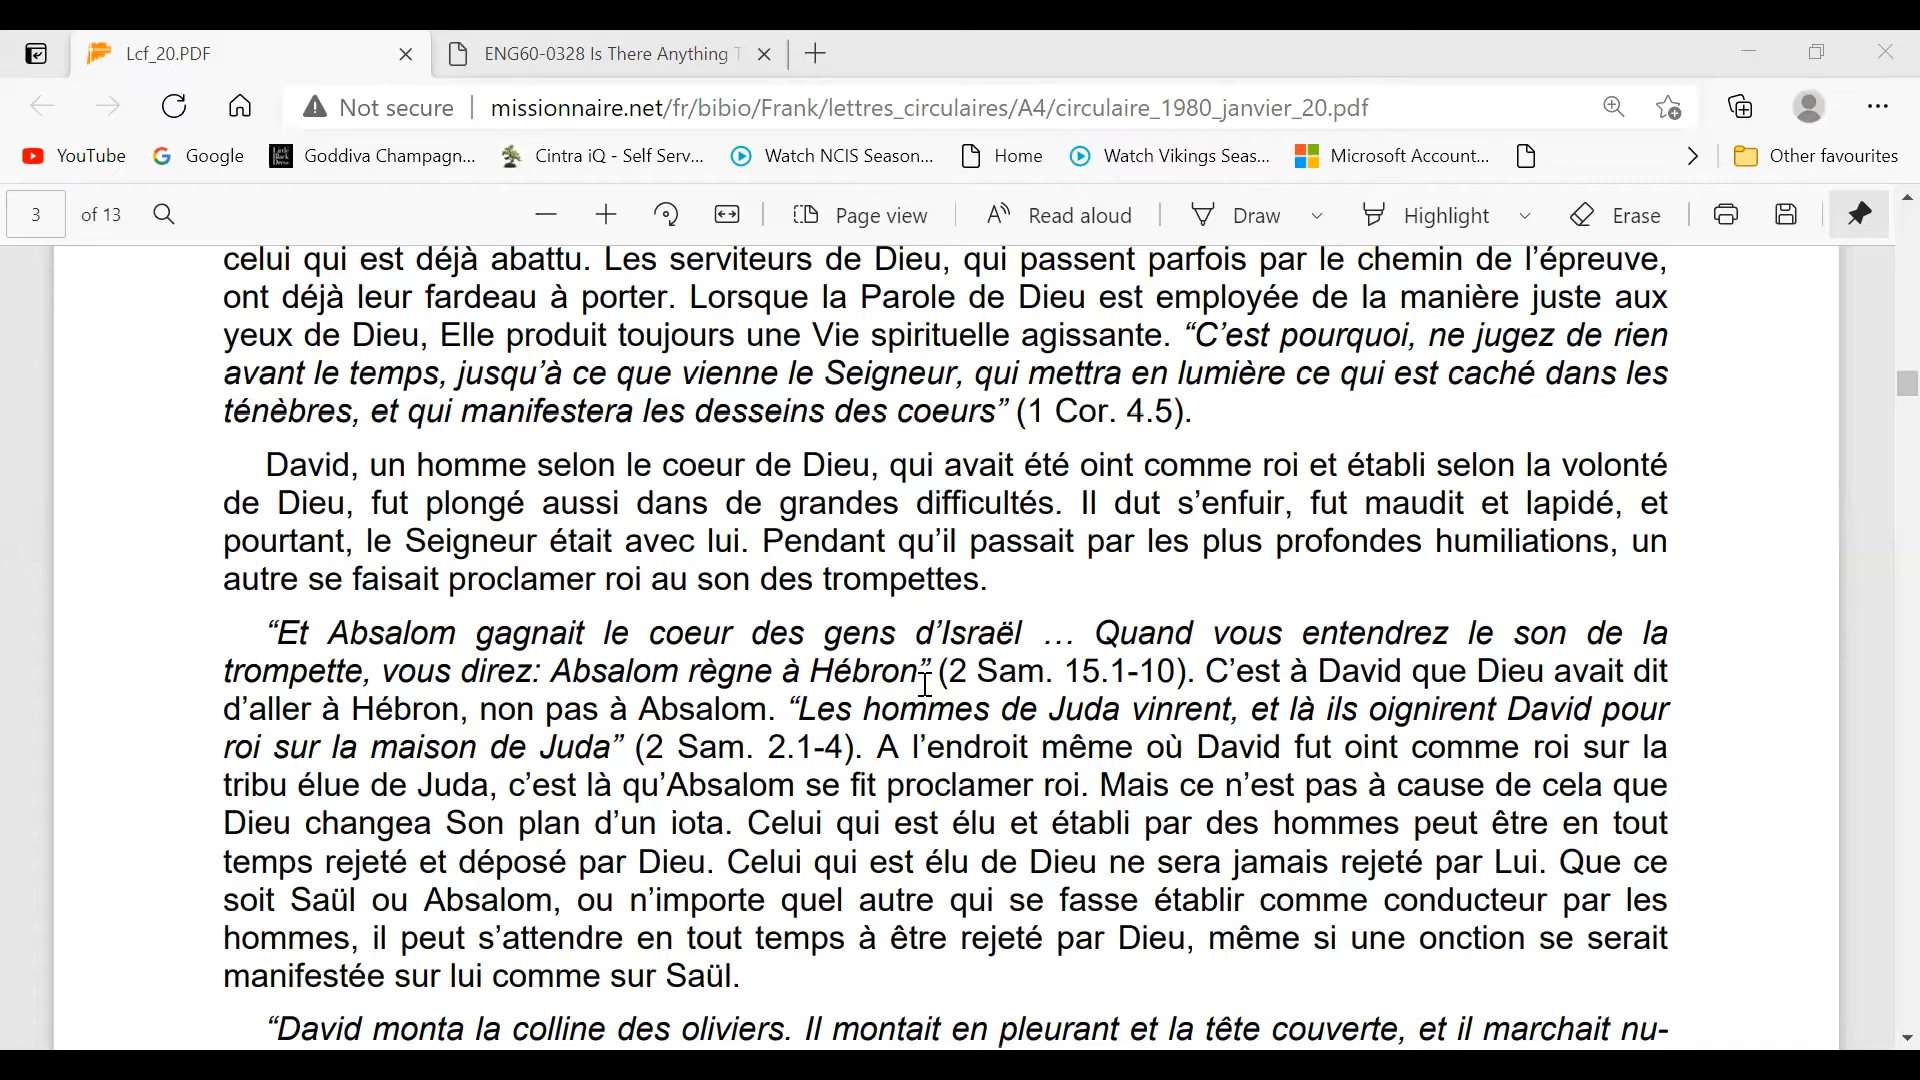 Lcf_20.PDF
ENG60-0328 Is There Anything T
Not secure
missionnaire.net/fr/bibio/Frank/lettres_circulaires/A4/circulaire_1980_janvier_20.pdf
YouTube
Google
Goddiva Champagn...
Cintra iQ - Self Serv...
Watch NCIS Season...
Home
Watch Vikings Seas...
Microsoft Account...
Other favourites
3 of 13
Page view
Read aloud
Draw
Highlight
Erase
celui qui est déjà abattu. Les serviteurs de Dieu, qui passent parfois par le chemin de l’épreuve,
ont déjà leur fardeau à porter. Lorsque la Parole de Dieu est employée de la manière juste aux
yeux de Dieu, Elle produit toujours une Vie spirituelle agissante. “C’est pourquoi, ne jugez de rien
avant le temps, jusqu’à ce que vienne le Seigneur, qui mettra en lumière ce qui est caché dans les
ténèbres, et qui manifestera les desseins des coeurs” (1 Cor. 4.5).
David, un homme selon le coeur de Dieu, qui avait été oint comme roi et établi selon la volonté
de Dieu, fut plongé aussi dans de grandes difficultés. Il dut s’enfuir, fut maudit et lapidé, et
pourtant, le Seigneur était avec lui. Pendant qu’il passait par les plus profondes humiliations, un
autre se faisait proclamer roi au son des trompettes.
“Et Absalom gagnait le coeur des gens d’Israël … Quand vous entendrez le son de la
trompette, vous direz: Absalom règne à Hébron” (2 Sam. 15.1-10). C’est à David que Dieu avait dit
d’aller à Hébron, non pas à Absalom. “Les hommes de Juda vinrent, et là ils oignirent David pour
roi sur la maison de Juda” (2 Sam. 2.1-4). A l’endroit même où David fut oint comme roi sur la
tribu élue de Juda, c’est là qu’Absalom se fit proclamer roi. Mais ce n’est pas à cause de cela que
Dieu changea Son plan d’un iota. Celui qui est élu et établi par des hommes peut être en tout
temps rejeté et déposé par Dieu. Celui qui est élu de Dieu ne sera jamais rejeté par Lui. Que ce
soit Saül ou Absalom, ou n’importe quel autre qui se fasse établir comme conducteur par les
hommes, il peut s’attendre en tout temps à être rejeté par Dieu, même si une onction se serait
manifestée sur lui comme sur Saül.
“David monta la colline des oliviers. Il montait en pleurant et la tête couverte, et il marchait nu-